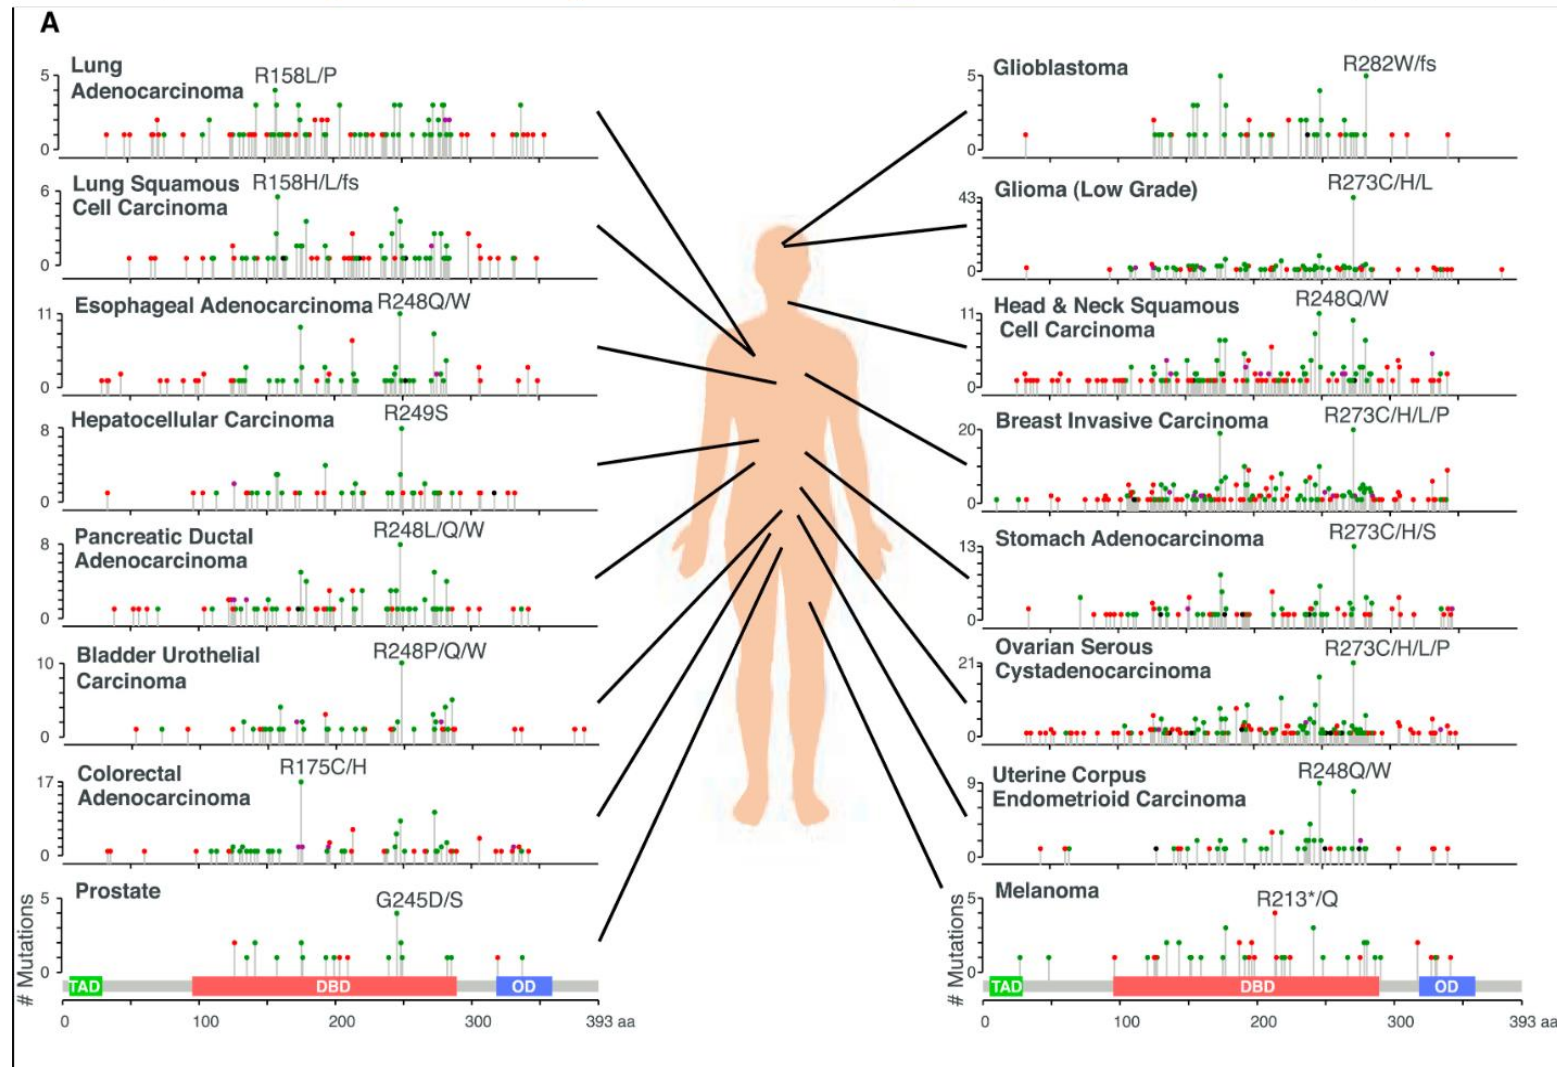 A
Lung
Adenocarcinoma
R158L/P
5
0
Lung Squamous
Cell Carcinoma
R158H/L/fs
6
0
Esophageal Adenocarcinoma
R248Q/W
11
0
Hepatocellular Carcinoma
R249S
8
0
Pancreatic Ductal
Adenocarcinoma
R248L/Q/W
8
0
Bladder Urothelial
Carcinoma
R248P/Q/W
10
0
Colorectal
Adenocarcinoma
R175C/H
17
0
Prostate
G245D/S
5
0
# Mutations
TAD
DBD
OD
0
100
200
300
393 aa
Glioblastoma
R282W/fs
5
0
Glioma (Low Grade)
R273C/H/L
43
0
Head & Neck Squamous
Cell Carcinoma
R248Q/W
11
0
Breast Invasive Carcinoma
R273C/H/L/P
20
0
Stomach Adenocarcinoma
R273C/H/S
13
0
Ovarian Serous
Cystadenocarcinoma
R273C/H/L/P
21
0
Uterine Corpus
Endometrioid Carcinoma
R248Q/W
9
0
Melanoma
R213*/Q
5
0
# Mutations
TAD
DBD
OD
0
100
200
300
393 aa